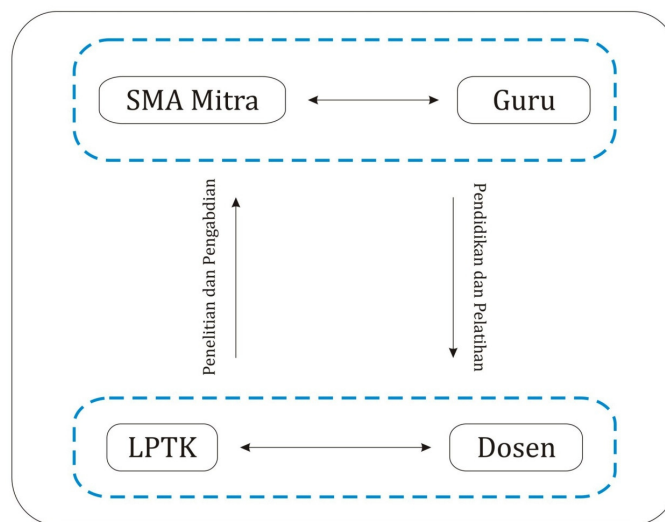 SMA Mitra
Guru
Penelitian dan Pengabdian
Pendidikan dan Pelatihan
LPTK
Dosen